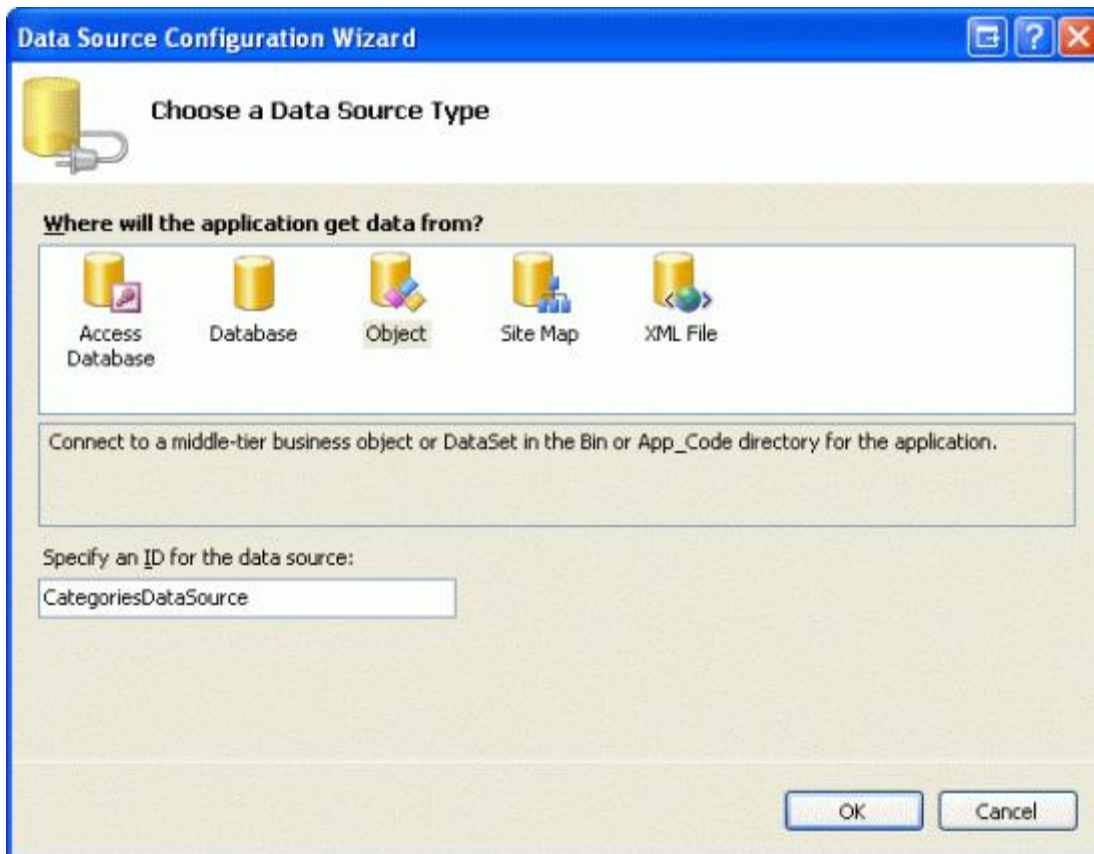 Data Source Configuration Wizard
Choose a Data Source Type
Where will the application get data from?
Access Database
Database
Object
Site Map
XML File
Connect to a middle-tier business object or DataSet in the Bin or App_Code directory for the application.
Specify an ID for the data source:
CategoriesDataSource
OK
Cancel